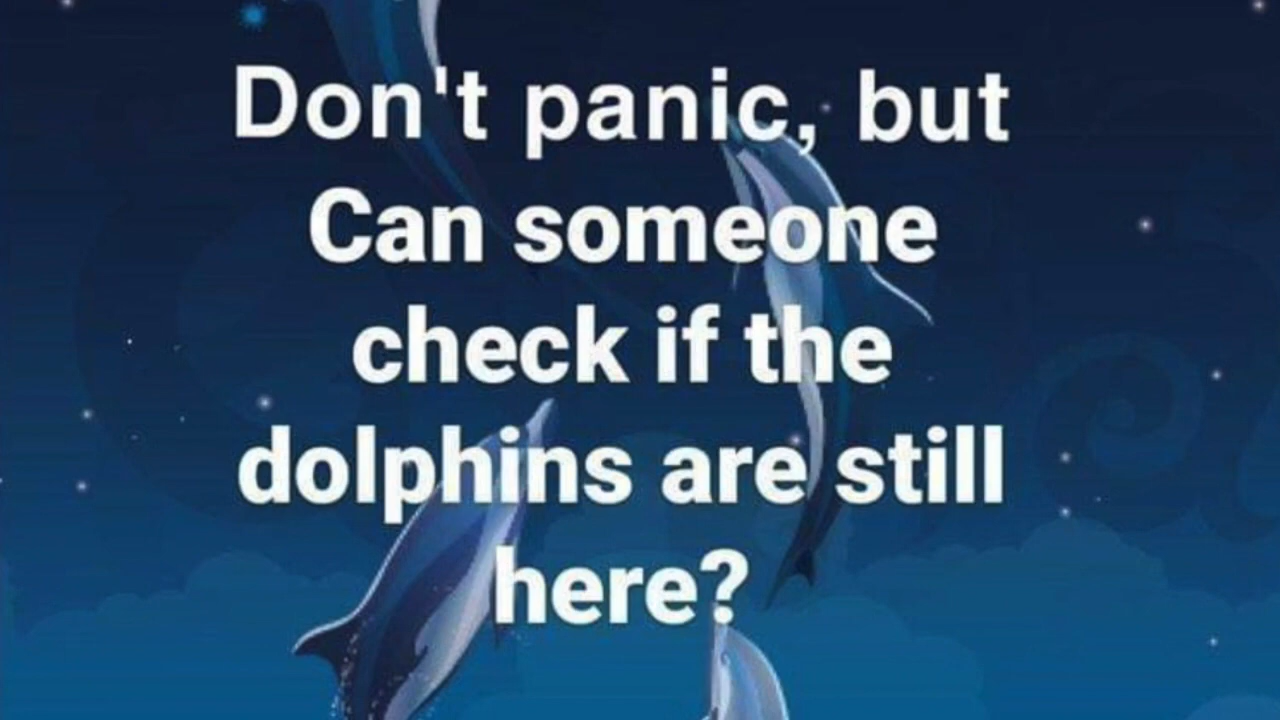 Don't panic, but
Can someone
check if the
dolphins are still
here?